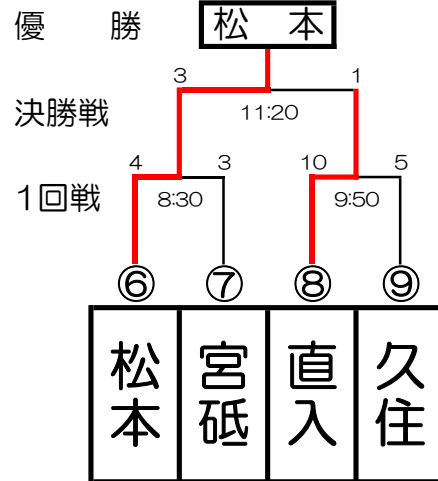 優勝 松本
3 1
決勝戦 11:20
4 3 10 5
1回戦 8:30 9:50
⑥ ⑦ ⑧ ⑨
松本 宮砥 直入 久住